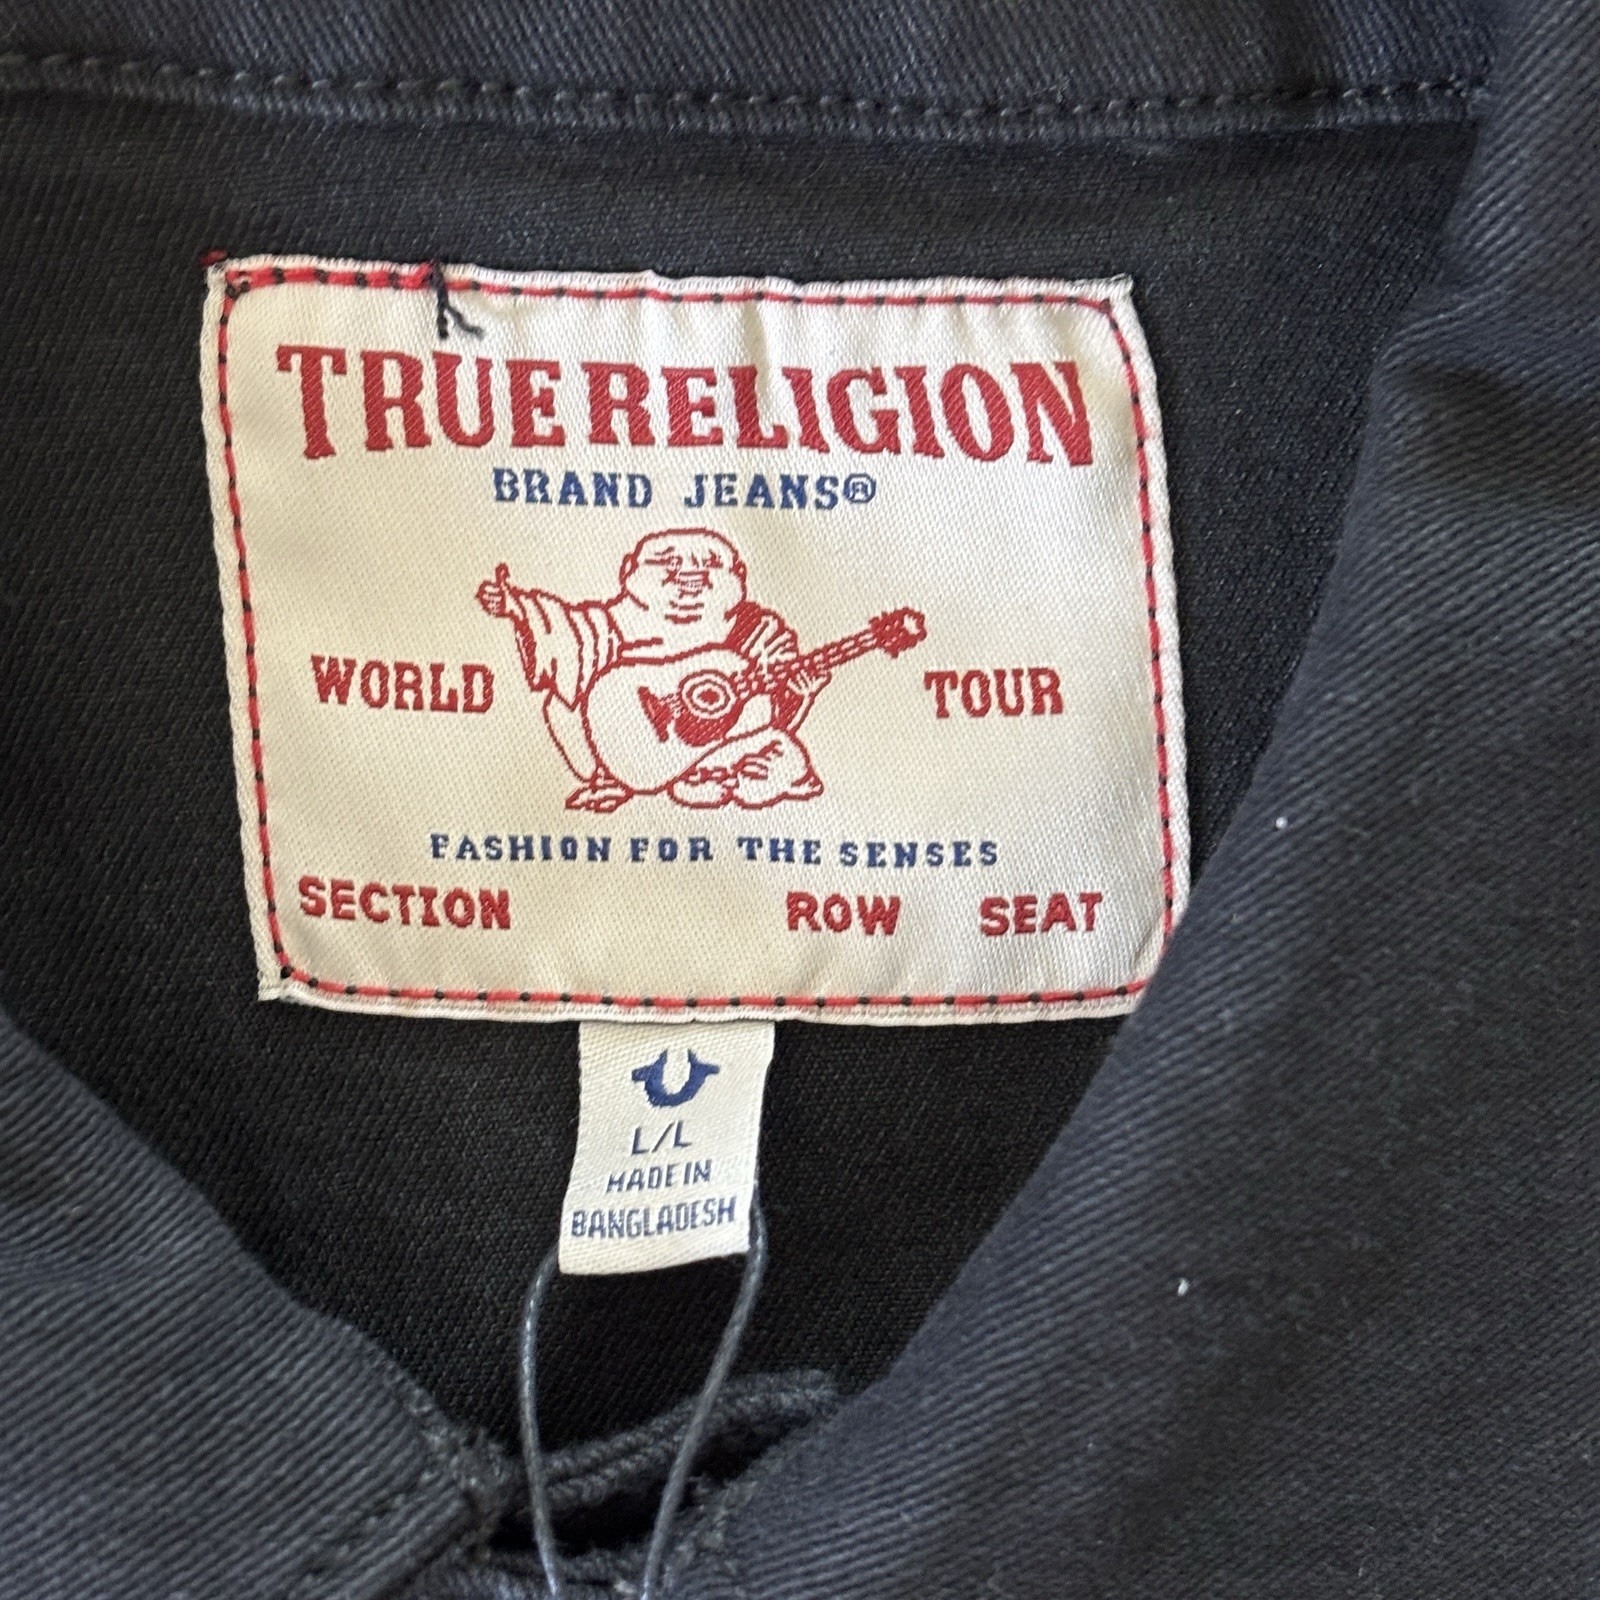 TRUE RELIGION
BRAND JEANS®
WORLD TOUR
FASHION FOR THE SENSES
SECTION ROW SEAT
L/L
MADE IN
BANGLADESH